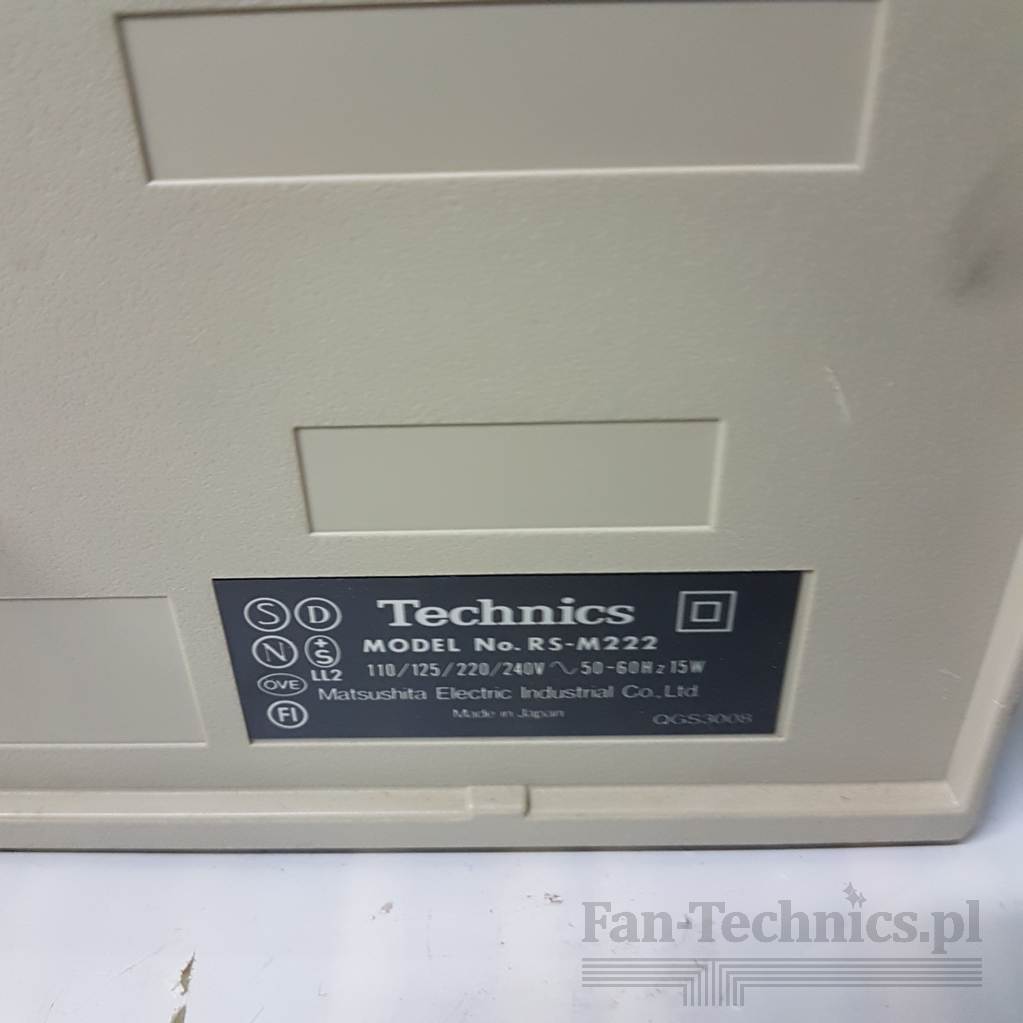 S D Technics
N +S MODEL No. RS-M222
LL2 110/125/220/240V ∿ 50-60Hz 15W
OVE Matsushita Electric Industrial Co., Ltd.
FI Made in Japan QGS3008
Fan-Technics.pl